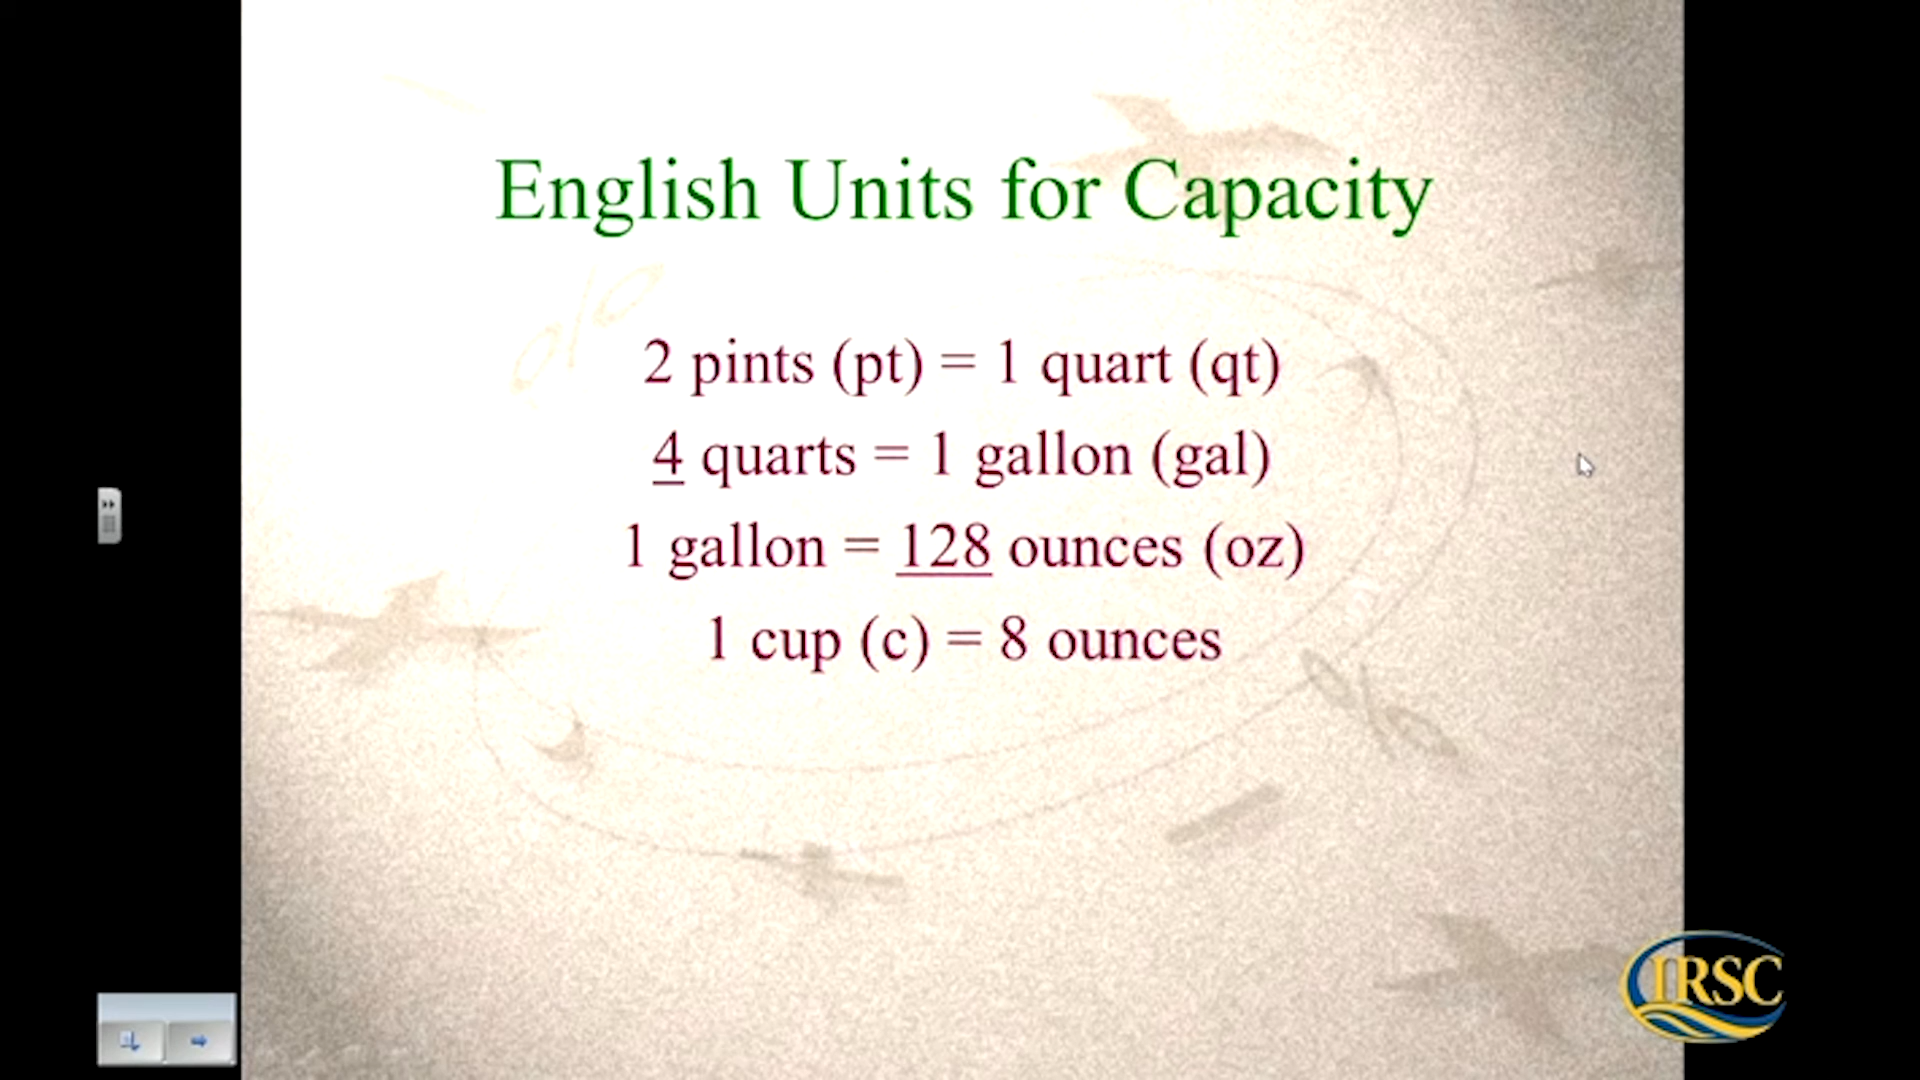 English Units for Capacity
2 pints (pt) = 1 quart (qt)
4 quarts = 1 gallon (gal)
1 gallon = 128 ounces (oz)
1 cup (c) = 8 ounces
IRSC